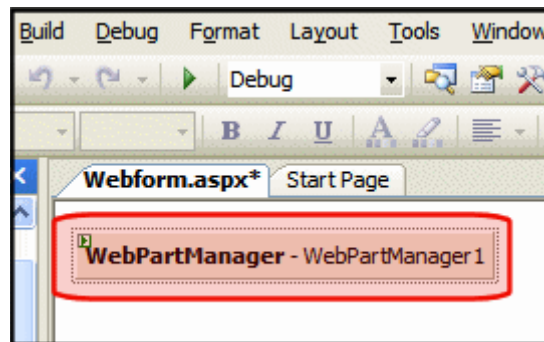 Build Debug Format Layout Tools Window
Debug
B I U A
Webform.aspx* Start Page
WebPartManager - WebPartManager1